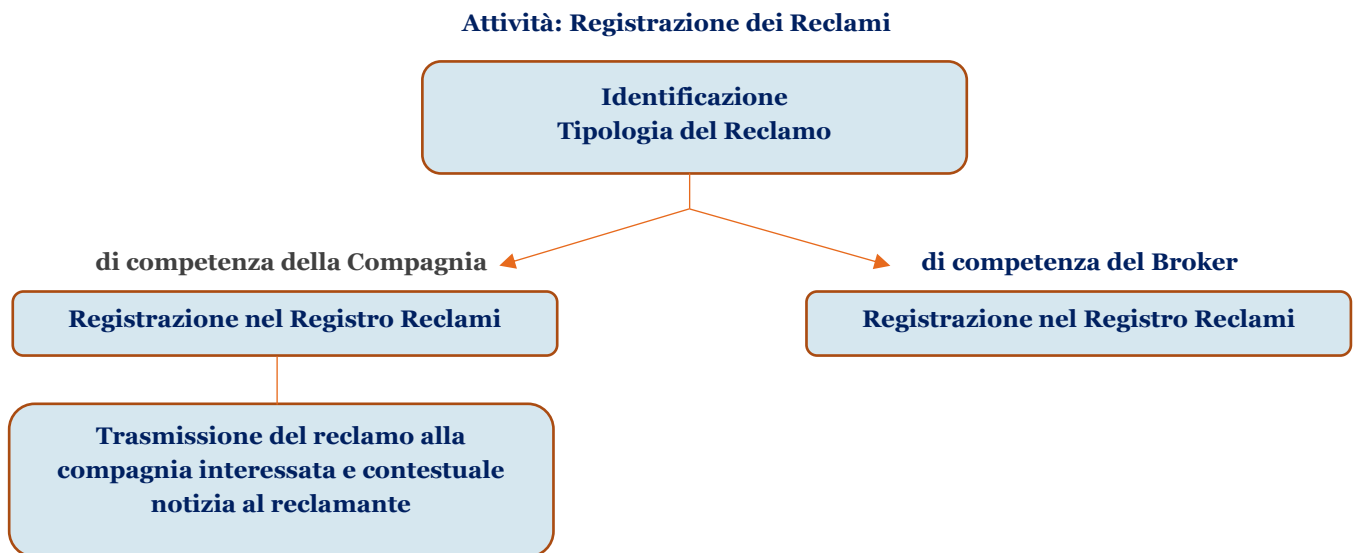 Attività: Registrazione dei Reclami
Identificazione
Tipologia del Reclamo
di competenza della Compagnia
di competenza del Broker
Registrazione nel Registro Reclami
Registrazione nel Registro Reclami
Trasmissione del reclamo alla
compagnia interessata e contestuale
notizia al reclamante